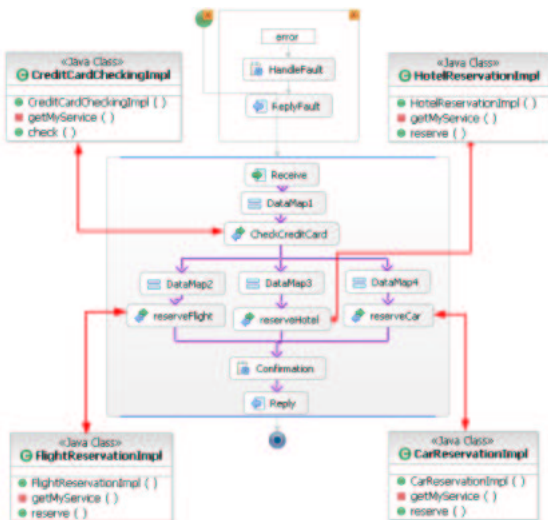 error
HandleFault
ReplyFault
«Java Class»
CreditCardCheckingImpl
CreditCardCheckingImpl ( )
getMyService ( )
check ( )
«Java Class»
HotelReservationImpl
HotelReservationImpl ( )
getMyService ( )
reserve ( )
Receive
DataMap1
CheckCreditCard
DataMap2
DataMap3
DataMap4
reserveFlight
reserveHotel
reserveCar
Confirmation
Reply
«Java Class»
FlightReservationImpl
FlightReservationImpl ( )
getMyService ( )
reserve ( )
«Java Class»
CarReservationImpl
CarReservationImpl ( )
getMyService ( )
reserve ( )